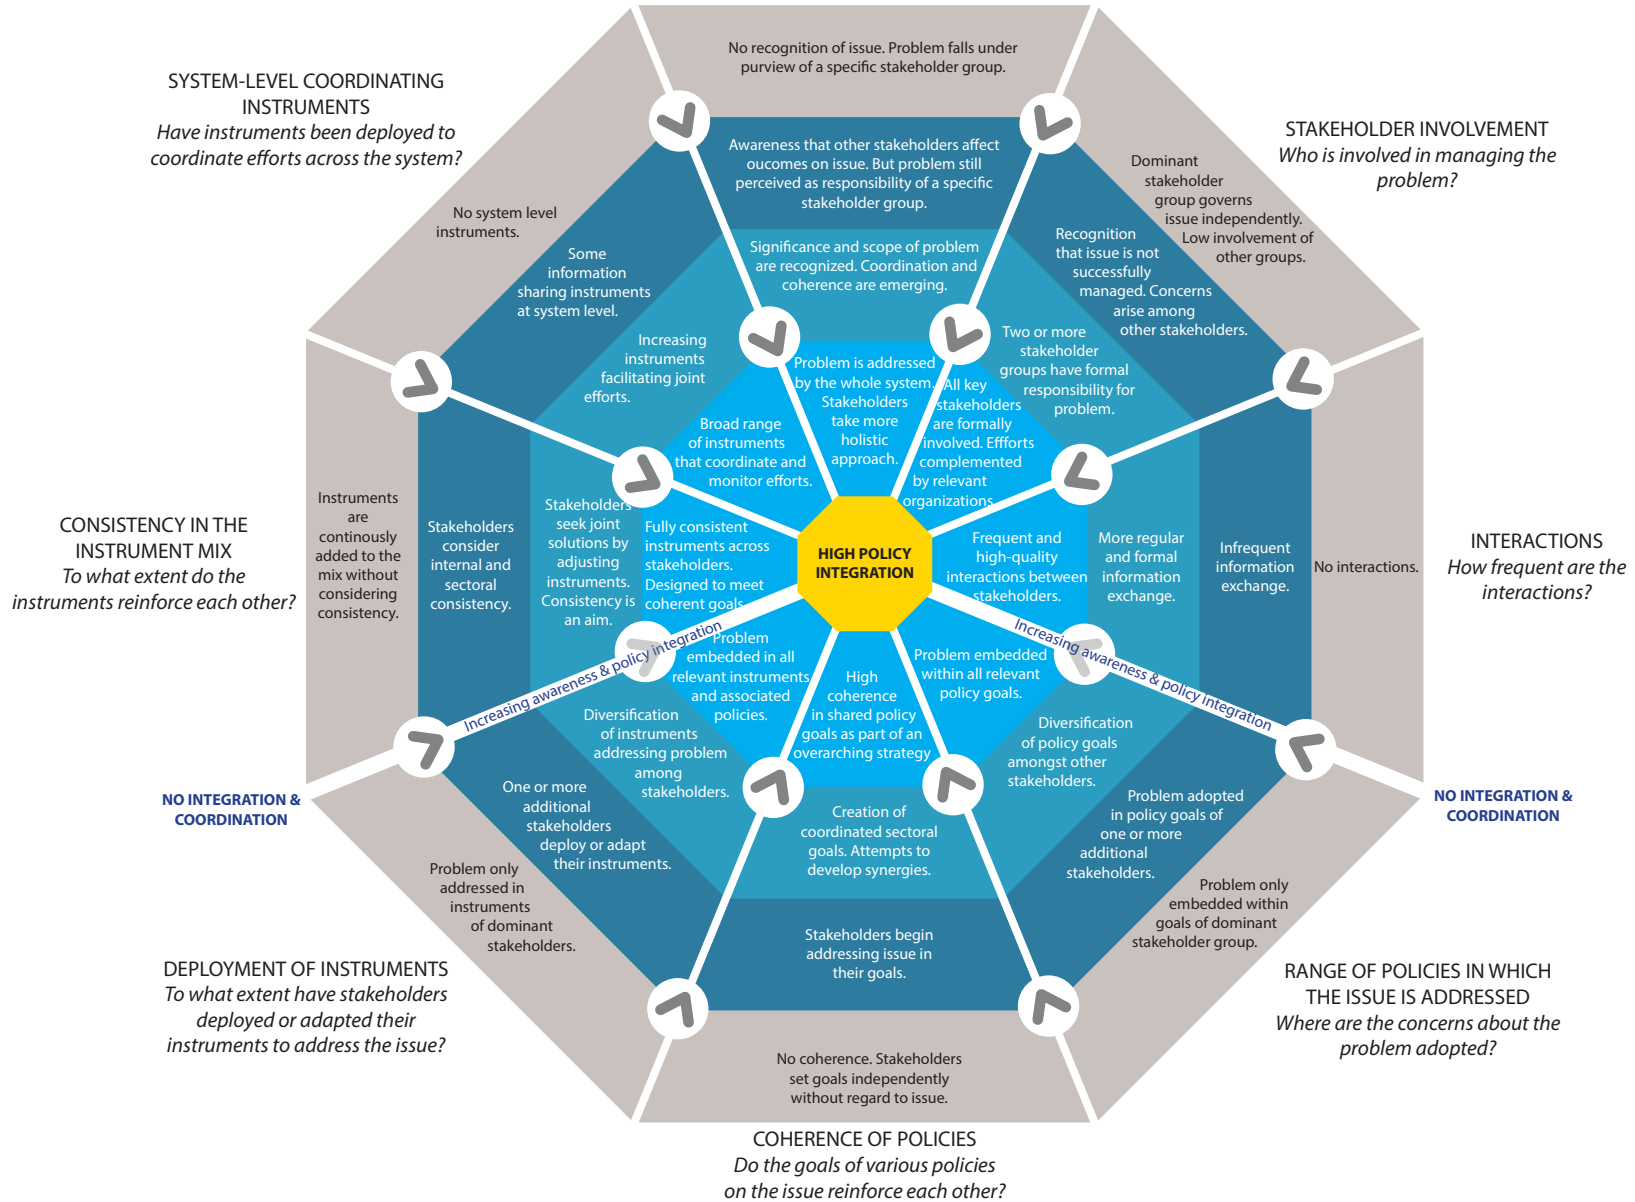 No recognition of issue. Problem falls under
purview of a specific stakeholder group.
Awareness that other stakeholders affect
oucomes on issue. But problem still
perceived as responsibility of a specific
stakeholder group.
Significance and scope of problem
are recognized. Coordination and
coherence are emerging.
Problem is addressed
by the whole system.
Stakeholders
take more
holistic
approach.
STAKEHOLDER INVOLVEMENT
Who is involved in managing the
problem?
Dominant
stakeholder
group governs
issue independently.
Low involvement of
other groups.
Recognition
that issue is not
successfully
managed. Concerns
arise among
other stakeholders.
Two or more
stakeholder
groups have formal
responsibility for
problem.
All key
stakeholders
are formally
involved. Effforts
complemented
by relevant
organizations
INTERACTIONS
How frequent are the
interactions?
No interactions.
Infrequent
information
exchange.
More regular
and formal
information
exchange.
Frequent and
high-quality
interactions between
stakeholders.
Increasing awareness & policy integration
NO INTEGRATION &
COORDINATION
RANGE OF POLICIES IN WHICH
THE ISSUE IS ADDRESSED
Where are the concerns about the
problem adopted?
Problem only
embedded within
goals of dominant
stakeholder group.
Problem adopted
in policy goals of
one or more
additional
stakeholders.
Diversification
of policy goals
amongst other
stakeholders.
Problem embedded
within all relevant
policy goals.
COHERENCE OF POLICIES
Do the goals of various policies
on the issue reinforce each other?
No coherence. Stakeholders
set goals independently
without regard to issue.
Stakeholders begin
addressing issue in
their goals.
Creation of
coordinated sectoral
goals. Attempts to
develop synergies.
High
coherence
in shared policy
goals as part of an
overarching strategy
DEPLOYMENT OF INSTRUMENTS
To what extent have stakeholders
deployed or adapted their
instruments to address the issue?
Problem only
addressed in
instruments
of dominant
stakeholders.
One or more
additional
stakeholders
deploy or adapt
their instruments.
Diversification
of instruments
addressing problem
among
stakeholders.
Problem
embedded in all
relevant instruments
and associated
policies.
NO INTEGRATION &
COORDINATION
Increasing awareness & policy integration
CONSISTENCY IN THE
INSTRUMENT MIX
To what extent do the
instruments reinforce each other?
Instruments
are
continously
added to the
mix without
considering
consistency.
Stakeholders
consider
internal and
sectoral
consistency.
Stakeholders
seek joint
solutions by
adjusting
instruments.
Consistency is
an aim.
Fully consistent
instruments across
stakeholders.
Designed to meet
coherent goals
SYSTEM-LEVEL COORDINATING
INSTRUMENTS
Have instruments been deployed to
coordinate efforts across the system?
No system level
instruments.
Some
information
sharing instruments
at system level.
Increasing
instruments
facilitating joint
efforts.
Broad range
of instruments
that coordinate and
monitor efforts.
HIGH POLICY
INTEGRATION